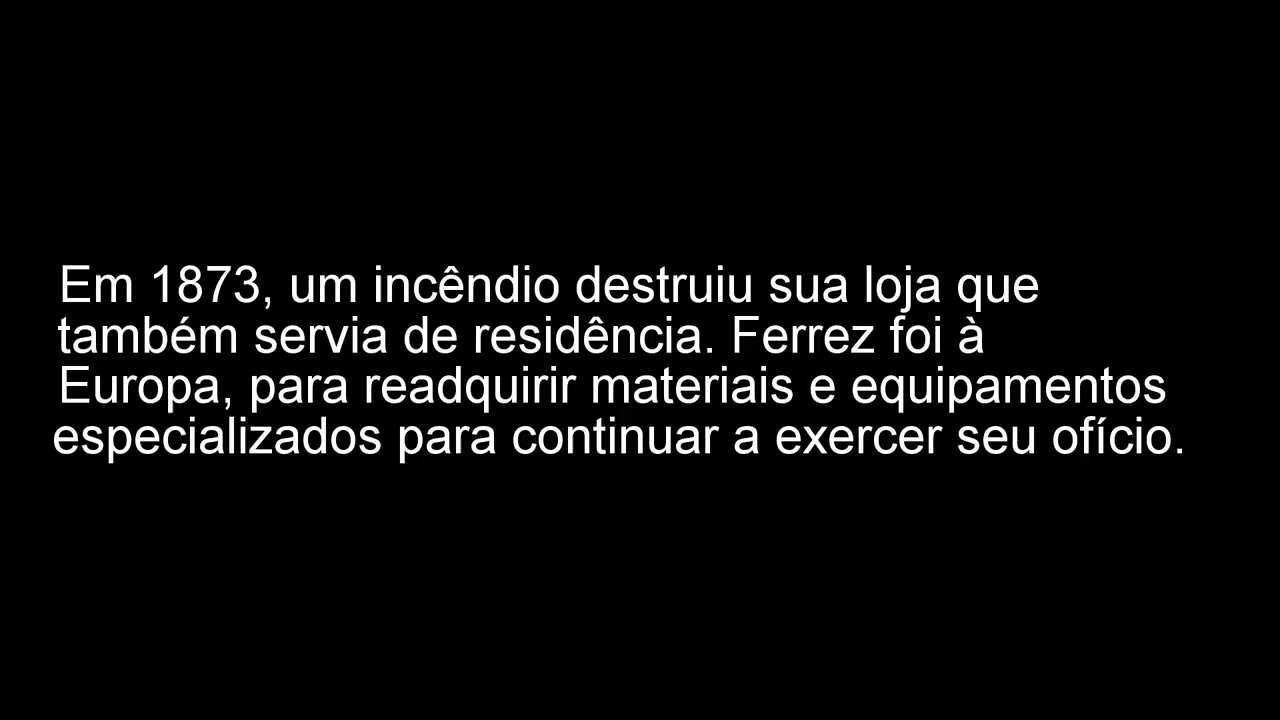 Em 1873, um incêndio destruiu sua loja que
também servia de residência. Ferrez foi à
Europa, para readquirir materiais e equipamentos
especializados para continuar a exercer seu ofício.